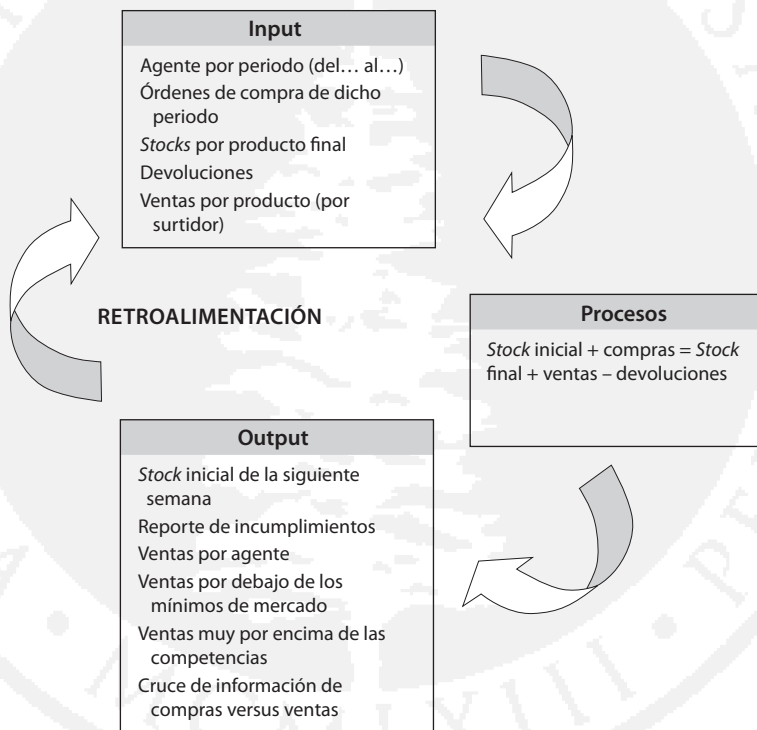 Input
Agente por periodo (del… al…)
Órdenes de compra de dicho
periodo
Stocks por producto final
Devoluciones
Ventas por producto (por
surtidor)
RETROALIMENTACIÓN
Procesos
Stock inicial + compras = Stock
final + ventas – devoluciones
Output
Stock inicial de la siguiente
semana
Reporte de incumplimientos
Ventas por agente
Ventas por debajo de los
mínimos de mercado
Ventas muy por encima de las
competencias
Cruce de información de
compras versus ventas